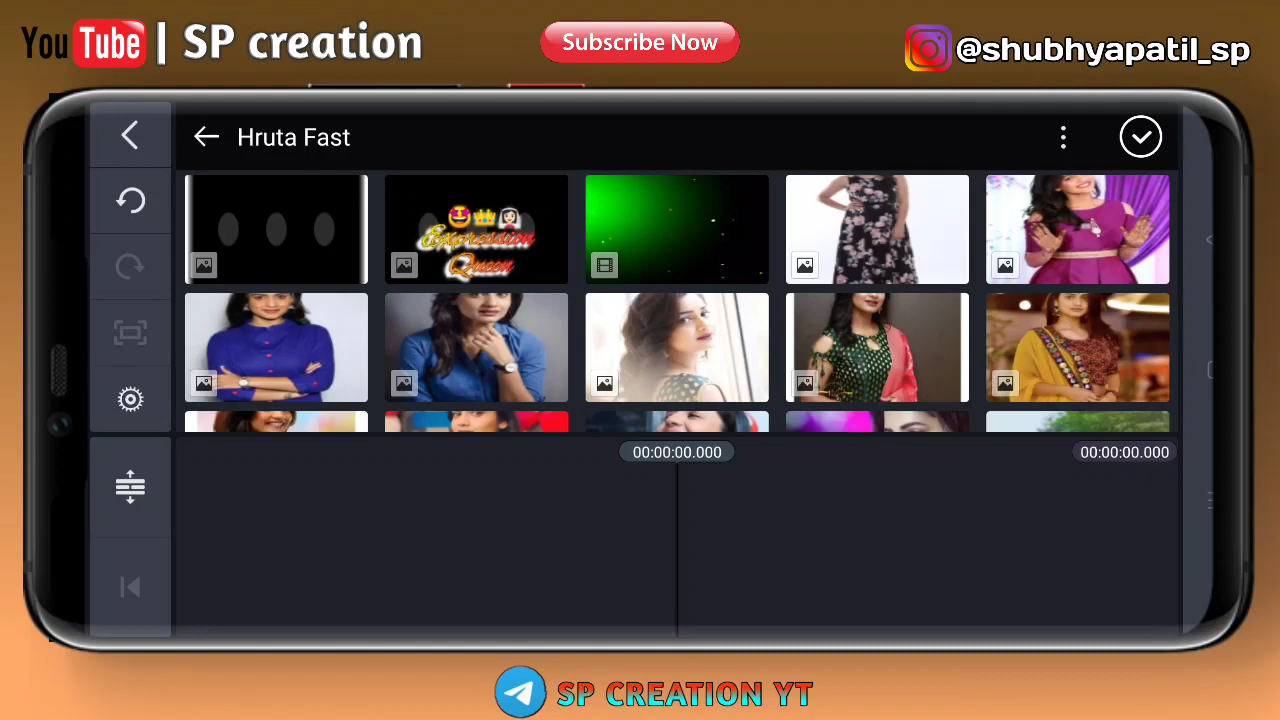 YouTube | SP creation
Subscribe Now
@shubhyapatil_sp
Hruta Fast
Expression
Queen
00:00:00.000
00:00:00.000
SP CREATION YT